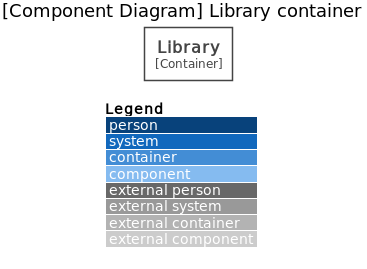 [Component Diagram] Library container
Library
[Container]
Legend
person
system
container
component
external person
external system
external container
external component